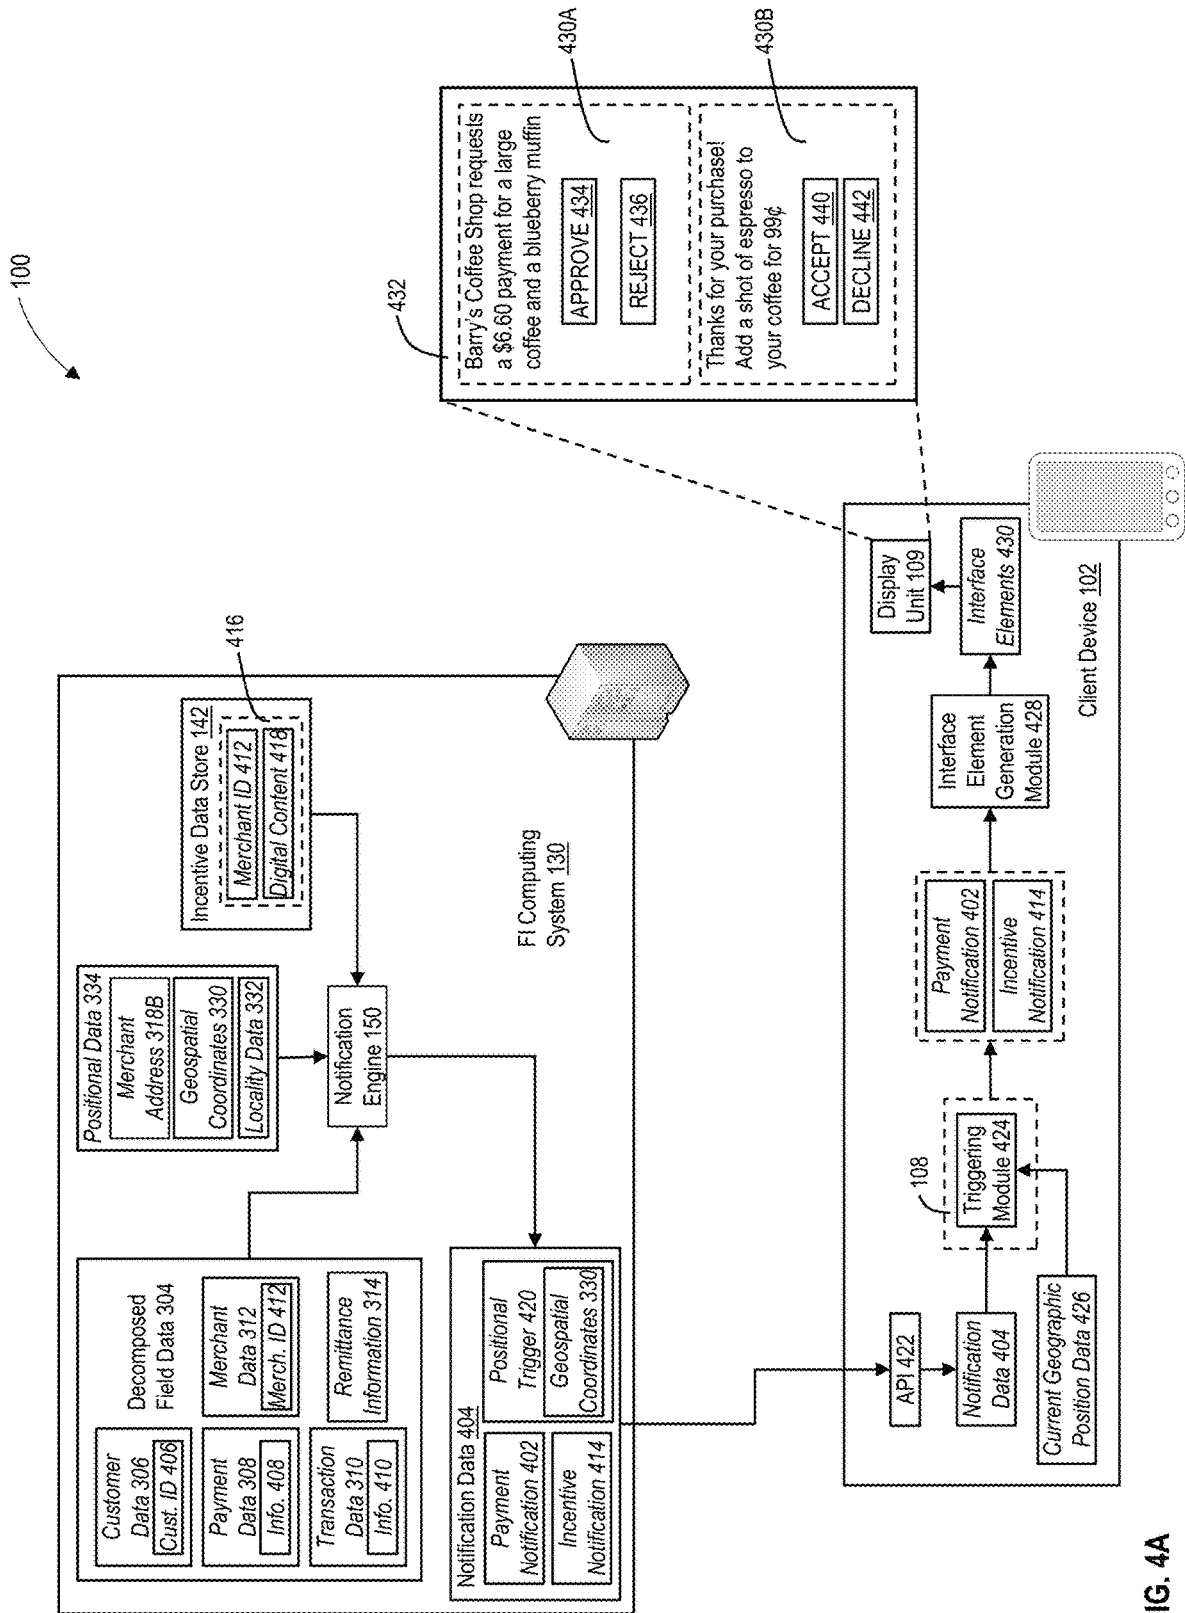 100
Decomposed
Field Data 304
Customer
Data 306
Cust. ID 406
Payment
Data 308
Info. 408
Transaction
Data 310
Info. 410
Merchant
Data 312
Merch. ID 412
Remittance
Information 314
Positional Data 334
Merchant
Address 318B
Geospatial
Coordinates 330
Locality Data 332
Incentive Data Store 142
416
Merchant ID 412
Digital Content 418
Notification
Engine 150
FI Computing
System 130
Notification Data 404
Payment
Notification 402
Incentive
Notification 414
Positional
Trigger 420
Geospatial
Coordinates 330
432
Barry's Coffee Shop requests
a $6.60 payment for a large
coffee and a blueberry muffin
APPROVE 434
REJECT 436
430A
Thanks for your purchase!
Add a shot of espresso to
your coffee for 99¢
ACCEPT 440
DECLINE 442
430B
API 422
Notification
Data 404
Current Geographic
Position Data 426
108
Triggering
Module 424
Payment
Notification 402
Incentive
Notification 414
Interface
Element
Generation
Module 428
Interface
Elements 430
Display
Unit 109
Client Device 102
IG. 4A